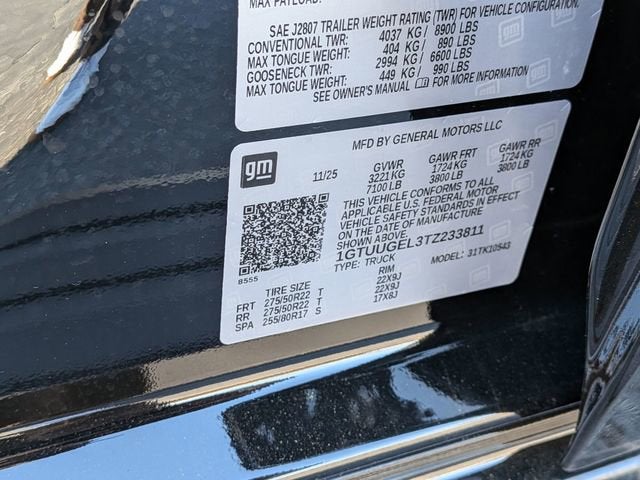 MAX PAYLOAD:
SAE J2807 TRAILER WEIGHT RATING (TWR) FOR VEHICLE CONFIGURATION.
CONVENTIONAL TWR: 4037 KG / 8900 LBS
MAX TONGUE WEIGHT: 404 KG / 890 LBS
GOOSENECK TWR: 2994 KG / 6600 LBS
MAX TONGUE WEIGHT: 449 KG / 990 LBS
SEE OWNER'S MANUAL FOR MORE INFORMATION
MFD BY GENERAL MOTORS LLC
gm 11/25 GVWR GAWR FRT GAWR RR
3221 KG 1724 KG 1724 KG
7100 LB 3800 LB 3800 LB
THIS VEHICLE CONFORMS TO ALL
APPLICABLE U.S. FEDERAL MOTOR
VEHICLE SAFETY STANDARDS IN EFFECT
ON THE DATE OF MANUFACTURE
SHOWN ABOVE.
1GTUUGEL3TZ233811
TYPE: TRUCK MODEL: 31TK10543
B555
TIRE SIZE RIM
FRT 275/50R22 T 22X9J
RR 275/50R22 T 22X9J
SPA 255/80R17 S 17X8J